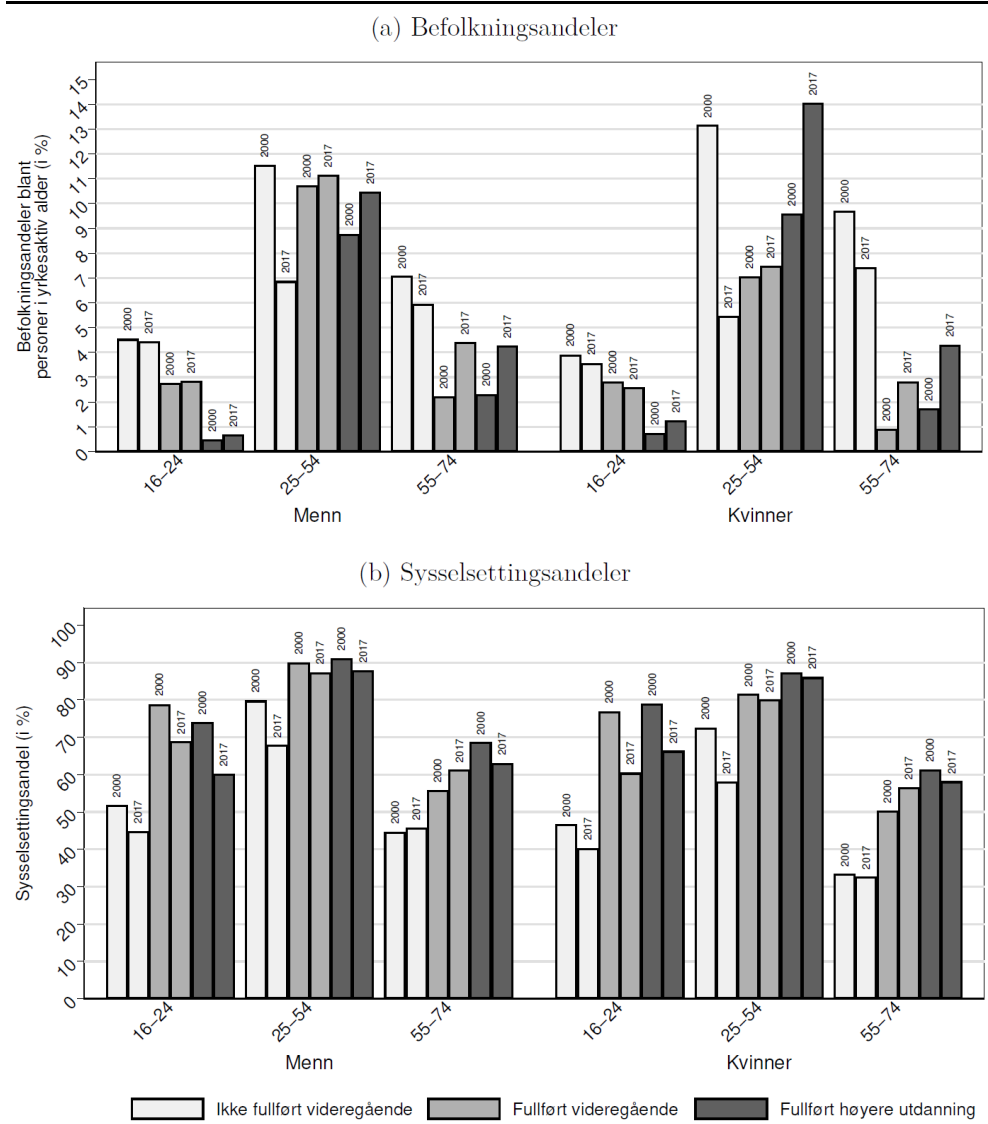 (a) Befolkningsandeler
Befolkningsandeler blant
personer i yrkesaktiv alder (i %)
15
14
13
12
11
10
9
8
7
6
5
4
3
2
1
0
2000 2017 2000 2017 2000 2017
2000 2017 2000 2017 2000 2017
2000 2017 2000 2017 2000 2017
2000 2017 2000 2017 2000 2017
2000 2017 2000 2017 2000 2017
2000 2017 2000 2017 2000 2017
16−24 25−54 55−74 16−24 25−54 55−74
Menn Kvinner
(b) Sysselsettingsandeler
Sysselsettingsandel (i %)
100
90
80
70
60
50
40
30
20
10
0
2000 2017 2000 2017 2000 2017
2000 2017 2000 2017 2000 2017
2000 2017 2000 2017 2000 2017
2000 2017 2000 2017 2000 2017
2000 2017 2000 2017 2000 2017
2000 2017 2000 2017 2000 2017
16−24 25−54 55−74 16−24 25−54 55−74
Menn Kvinner
Ikke fullført videregående Fullført videregående Fullført høyere utdanning